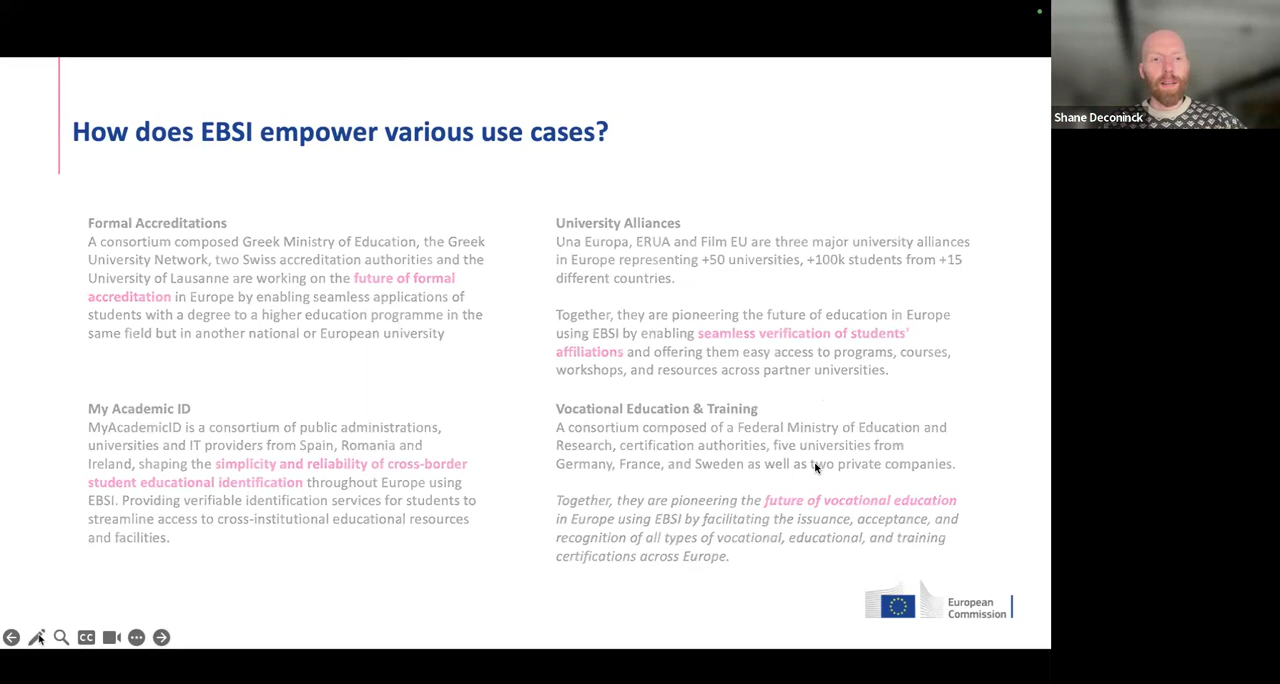 Shane Deconinck
How does EBSI empower various use cases?
Formal Accreditations
A consortium composed Greek Ministry of Education, the Greek
University Network, two Swiss accreditation authorities and the
University of Lausanne are working on the future of formal
accreditation in Europe by enabling seamless applications of
students with a degree to a higher education programme in the
same field but in another national or European university
University Alliances
Una Europa, ERUA and Film EU are three major university alliances
in Europe representing +50 universities, +100k students from +15
different countries.
Together, they are pioneering the future of education in Europe
using EBSI by enabling seamless verification of students'
affiliations and offering them easy access to programs, courses,
workshops, and resources across partner universities.
My Academic ID
MyAcademicID is a consortium of public administrations,
universities and IT providers from Spain, Romania and
Ireland, shaping the simplicity and reliability of cross-border
student educational identification throughout Europe using
EBSI. Providing verifiable identification services for students to
streamline access to cross-institutional educational resources
and facilities.
Vocational Education & Training
A consortium composed of a Federal Ministry of Education and
Research, certification authorities, five universities from
Germany, France, and Sweden as well as two private companies.
Together, they are pioneering the future of vocational education
in Europe using EBSI by facilitating the issuance, acceptance, and
recognition of all types of vocational, educational, and training
certifications across Europe.
European
Commission
CC